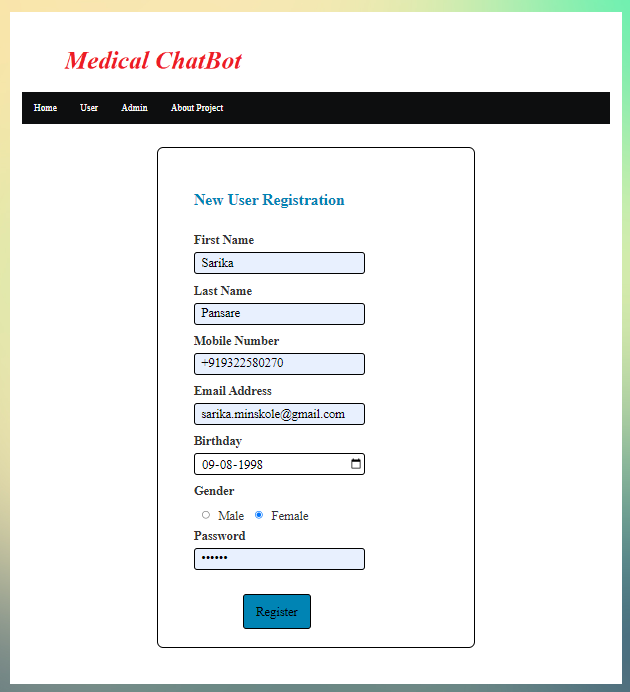 Medical ChatBot
Home User Admin About Project
New User Registration
First Name
Sarika
Last Name
Pansare
Mobile Number
+919322580270
Email Address
sarika.minskole@gmail.com
Birthday
09-08-1998
Gender
Male Female
Password
••••••
Register